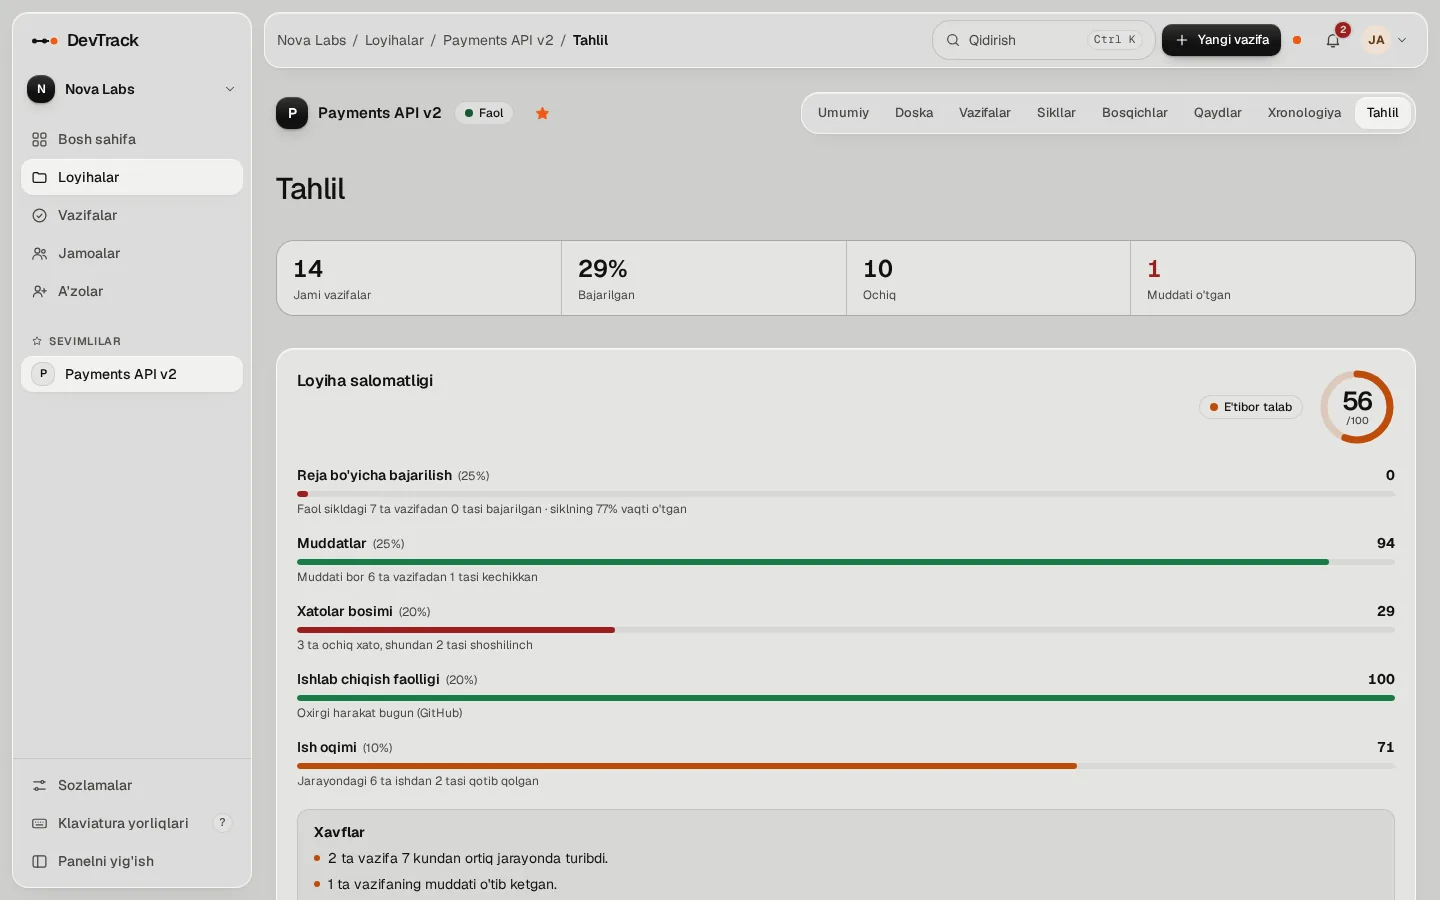 DevTrack
N Nova Labs
Bosh sahifa
Loyihalar
Vazifalar
Jamoalar
A'zolar
SEVIMLILAR
P Payments API v2
Sozlamalar
Klaviatura yorliqlari ?
Panelni yig'ish
Nova Labs / Loyihalar / Payments API v2 / Tahlil
Qidirish Ctrl K
Yangi vazifa
2
JA
P Payments API v2 Faol
Umumiy Doska Vazifalar Sikllar Bosqichlar Qaydlar Xronologiya Tahlil
Tahlil
14
Jami vazifalar
29%
Bajarilgan
10
Ochiq
1
Muddati o'tgan
Loyiha salomatligi
E'tibor talab
56
/100
Reja bo'yicha bajarilish (25%) 0
Faol sikldagi 7 ta vazifadan 0 tasi bajarilgan · siklning 77% vaqti o'tgan
Muddatlar (25%) 94
Muddati bor 6 ta vazifadan 1 tasi kechikkan
Xatolar bosimi (20%) 29
3 ta ochiq xato, shundan 2 tasi shoshilinch
Ishlab chiqish faolligi (20%) 100
Oxirgi harakat bugun (GitHub)
Ish oqimi (10%) 71
Jarayondagi 6 ta ishdan 2 tasi qotib qolgan
Xavflar
2 ta vazifa 7 kundan ortiq jarayonda turibdi.
1 ta vazifaning muddati o'tib ketgan.